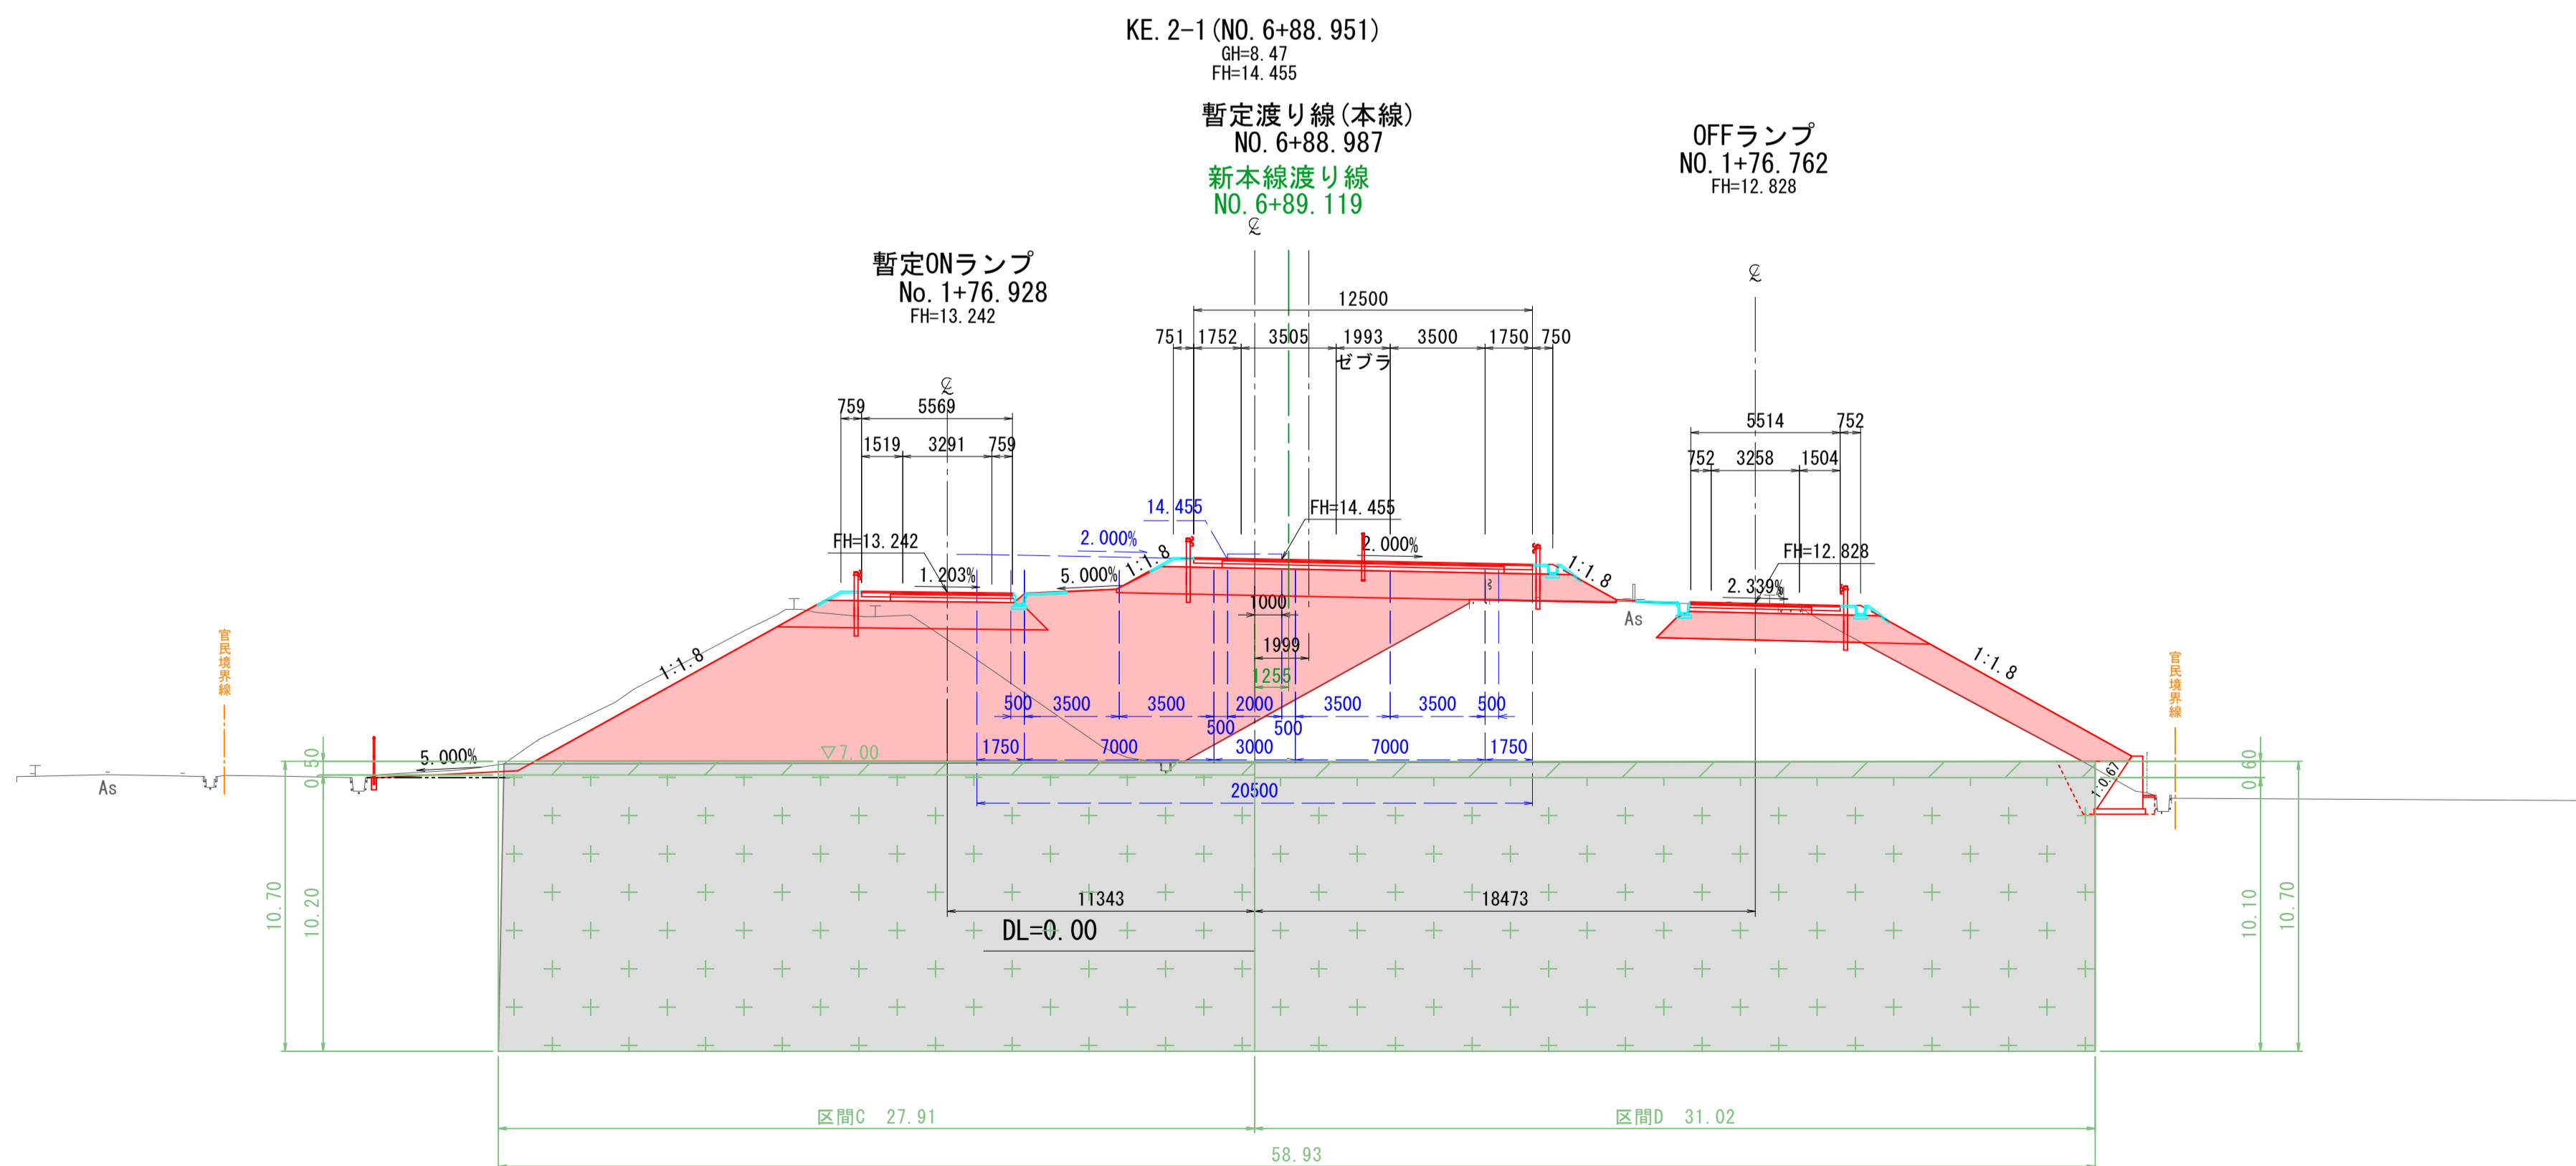 KE.2-1(NO.6+88.951)
GH=8.47
FH=14.455
暫定渡り線(本線)
NO.6+88.987
新本線渡り線
NO.6+89.119
OFFランプ
NO.1+76.762
FH=12.828
暫定ONランプ
No.1+76.928
FH=13.242
12500
751 1752 3505 1993 3500 1750 750
ゼブラ
759 5569
1519 3291 759
5514 752
752 3258 1504
14.455
FH=14.455
2.000%
2.000%
FH=13.242
1.203%
5.000%
1:1.8
1:1.8
FH=12.828
2.339%
1000
As
1999
1255
官民境界線
官民境界線
1:1.8
1:1.8
500 3500 3500 2000 3500 3500 500
500 500
1750 7000 3000 7000 1750
▽7.00
5.000%
0.50
0.60
As
1:0.67
20500
10.70
10.20
11343
18473
10.10
10.70
DL=0.00
区間C 27.91
区間D 31.02
58.93